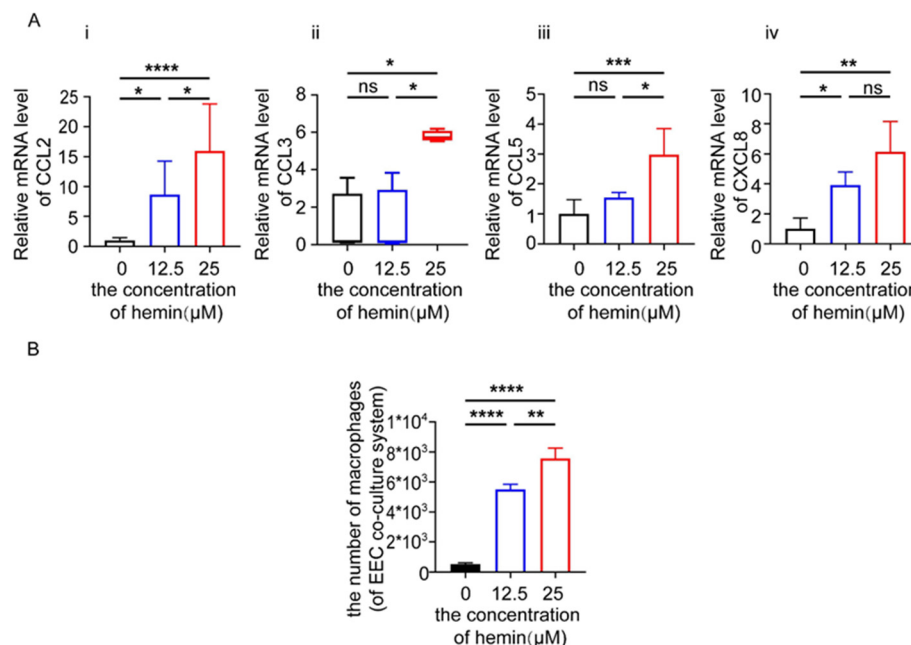 A
i
Relative mRNA level
of CCL2
****
* *
25
20
15
10
5
0
0 12.5 25
the concentration
of hemin(μM)
ii
Relative mRNA level
of CCL3
*
ns *
8
6
4
2
0
0 12.5 25
the concentration
of hemin(μM)
iii
Relative mRNA level
of CCL5
***
ns *
5
4
3
2
1
0
0 12.5 25
the concentration
of hemin(μM)
iv
Relative mRNA level
of CXCL8
**
* ns
10
8
6
4
2
0
0 12.5 25
the concentration
of hemin(μM)
B
the number of macrophages
(of EEC co-culture system)
****
**** **
1*10⁴
8*10³
6*10³
4*10³
2*10³
0
0 12.5 25
the concentration
of hemin(μM)